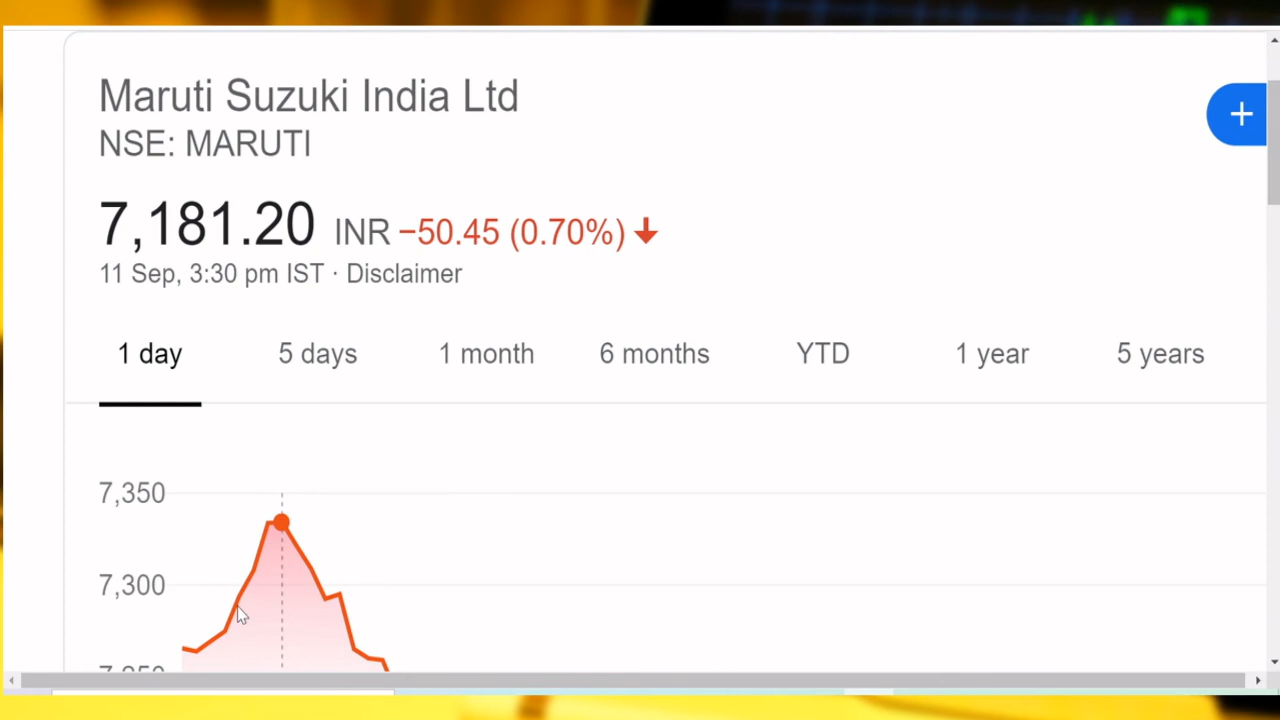 Maruti Suzuki India Ltd
NSE: MARUTI
7,181.20 INR −50.45 (0.70%)
11 Sep, 3:30 pm IST · Disclaimer
1 day 5 days 1 month 6 months YTD 1 year 5 years
7,350
7,300